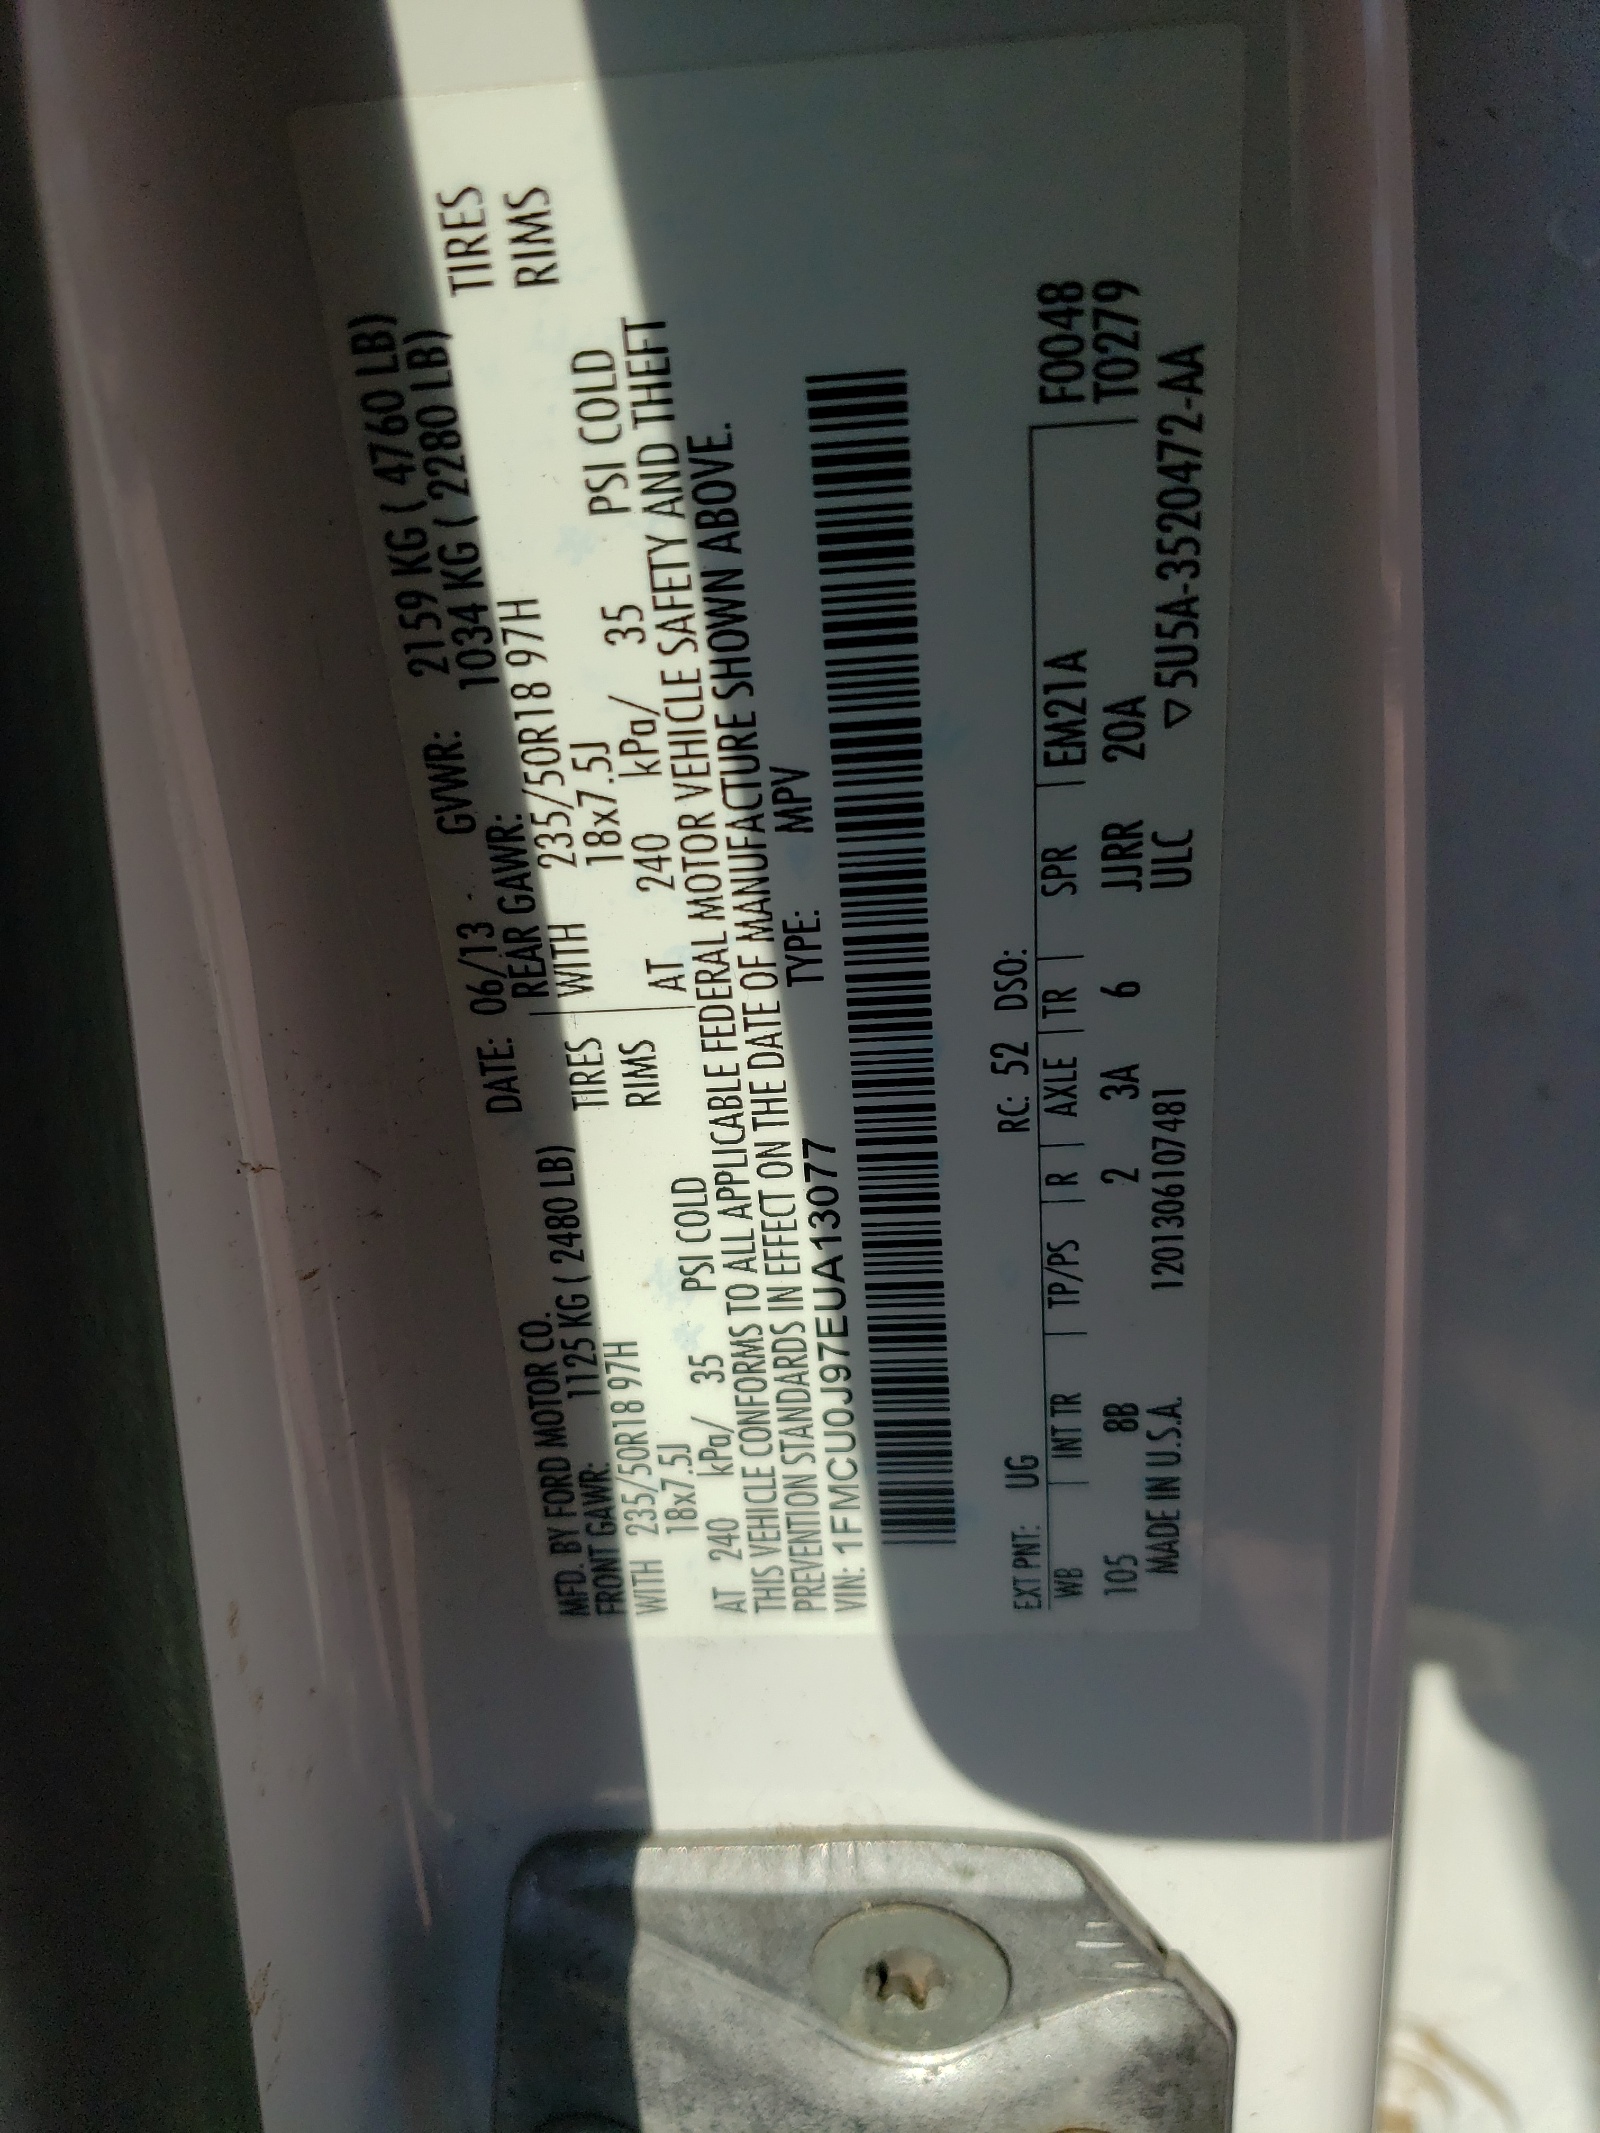 MFD. BY FORD MOTOR CO. DATE: 06/13 GVWR: 2159 KG ( 4760 LB)
FRONT GAWR: 1125 KG ( 2480 LB) REAR GAWR: 1034 KG ( 2280 LB)
WITH 235/50R18 97H TIRES WITH 235/50R18 97H TIRES
18x7.5J RIMS 18x7.5J RIMS
AT 240 kPa/ 35 PSI COLD AT 240 kPa/ 35 PSI COLD
THIS VEHICLE CONFORMS TO ALL APPLICABLE FEDERAL MOTOR VEHICLE SAFETY AND THEFT
PREVENTION STANDARDS IN EFFECT ON THE DATE OF MANUFACTURE SHOWN ABOVE.
VIN: 1FMCU0J97EUA13077 TYPE: MPV
EXT PNT: UG RC: 52 DSO: F0048
WB | INT TR | TP/PS | R | AXLE | TR | SPR | EM21A T0279
105 8B 2 3A 6 JJRR 20A
MADE IN U.S.A. 120130610748​1 ULC ▽5U5A-3520472-AA